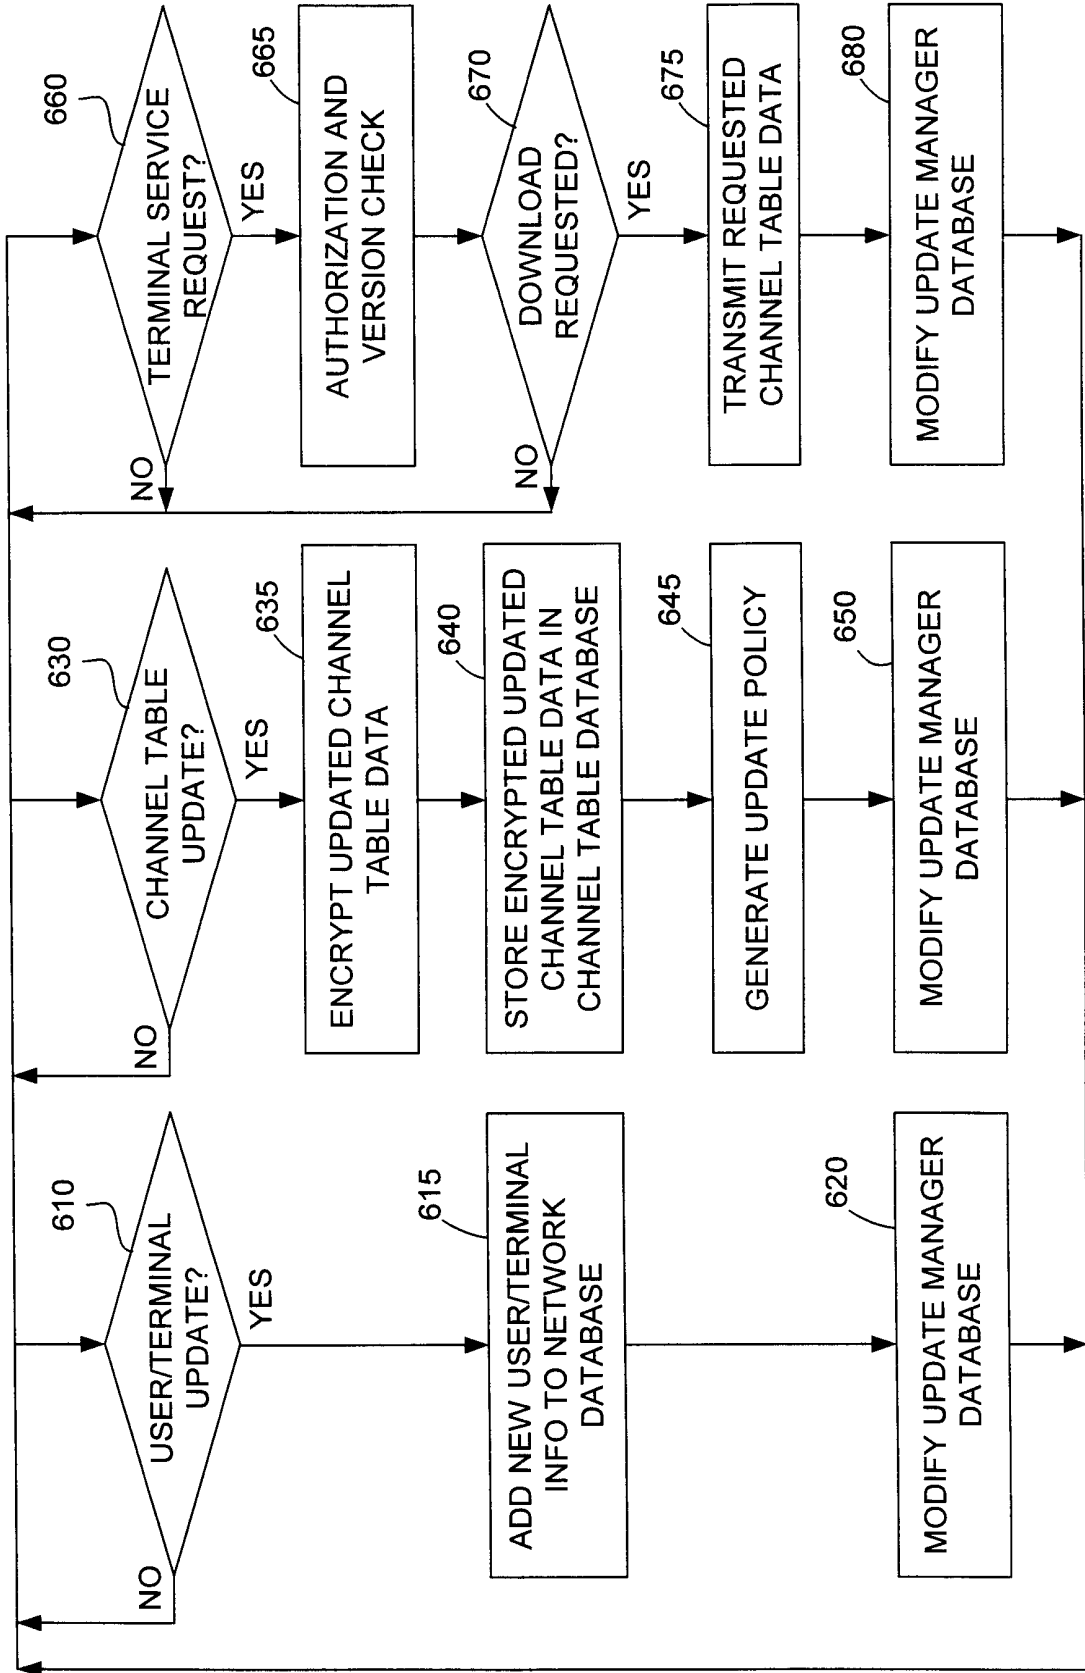 610
USER/TERMINAL
UPDATE?
NO
YES
615
ADD NEW USER/TERMINAL
INFO TO NETWORK
DATABASE
620
MODIFY UPDATE MANAGER
DATABASE
630
CHANNEL TABLE
UPDATE?
NO
YES
635
ENCRYPT UPDATED CHANNEL
TABLE DATA
640
STORE ENCRYPTED UPDATED
CHANNEL TABLE DATA IN
CHANNEL TABLE DATABASE
645
GENERATE UPDATE POLICY
650
MODIFY UPDATE MANAGER
DATABASE
660
TERMINAL SERVICE
REQUEST?
NO
YES
665
AUTHORIZATION AND
VERSION CHECK
670
DOWNLOAD
REQUESTED?
NO
YES
675
TRANSMIT REQUESTED
CHANNEL TABLE DATA
680
MODIFY UPDATE MANAGER
DATABASE